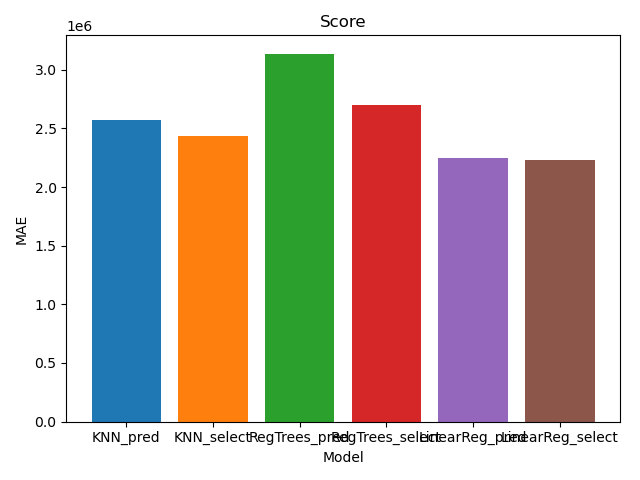 Score
1e6
3.0
2.5
2.0
1.5
1.0
0.5
0.0
MAE
KNN_pred KNN_select RegTrees_pred RegTrees_select LinearReg_pred LinearReg_select
Model